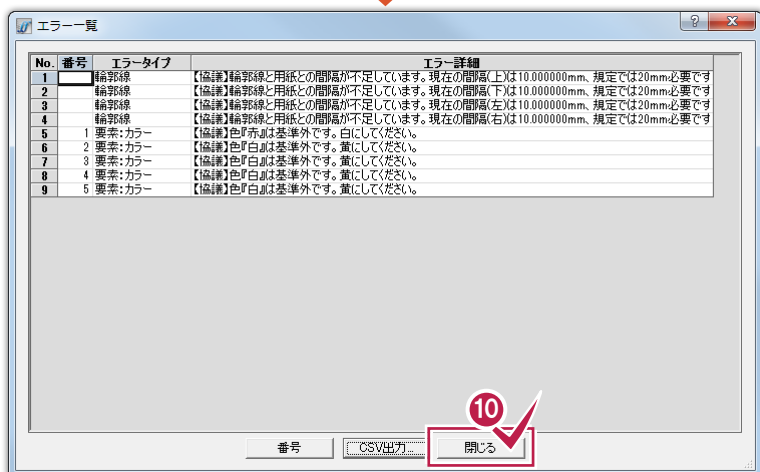 エラー一覧
No. 番号 エラータイプ エラー詳細
1 輪郭線 【協議】輪郭線と用紙との間隔が不足しています。現在の間隔(上)は10.000000mm、規定では20mm必要です
2 輪郭線 【協議】輪郭線と用紙との間隔が不足しています。現在の間隔(下)は10.000000mm、規定では20mm必要です
3 輪郭線 【協議】輪郭線と用紙との間隔が不足しています。現在の間隔(左)は10.000000mm、規定では20mm必要です
4 輪郭線 【協議】輪郭線と用紙との間隔が不足しています。現在の間隔(右)は10.000000mm、規定では20mm必要です
5 1 要素:カラー 【協議】色『赤』は基準外です。白にしてください。
6 2 要素:カラー 【協議】色『白』は基準外です。黄にしてください。
7 3 要素:カラー 【協議】色『白』は基準外です。黄にしてください。
8 4 要素:カラー 【協議】色『白』は基準外です。黄にしてください。
9 5 要素:カラー 【協議】色『白』は基準外です。黄にしてください。
10
番号 CSV出力... 閉じる